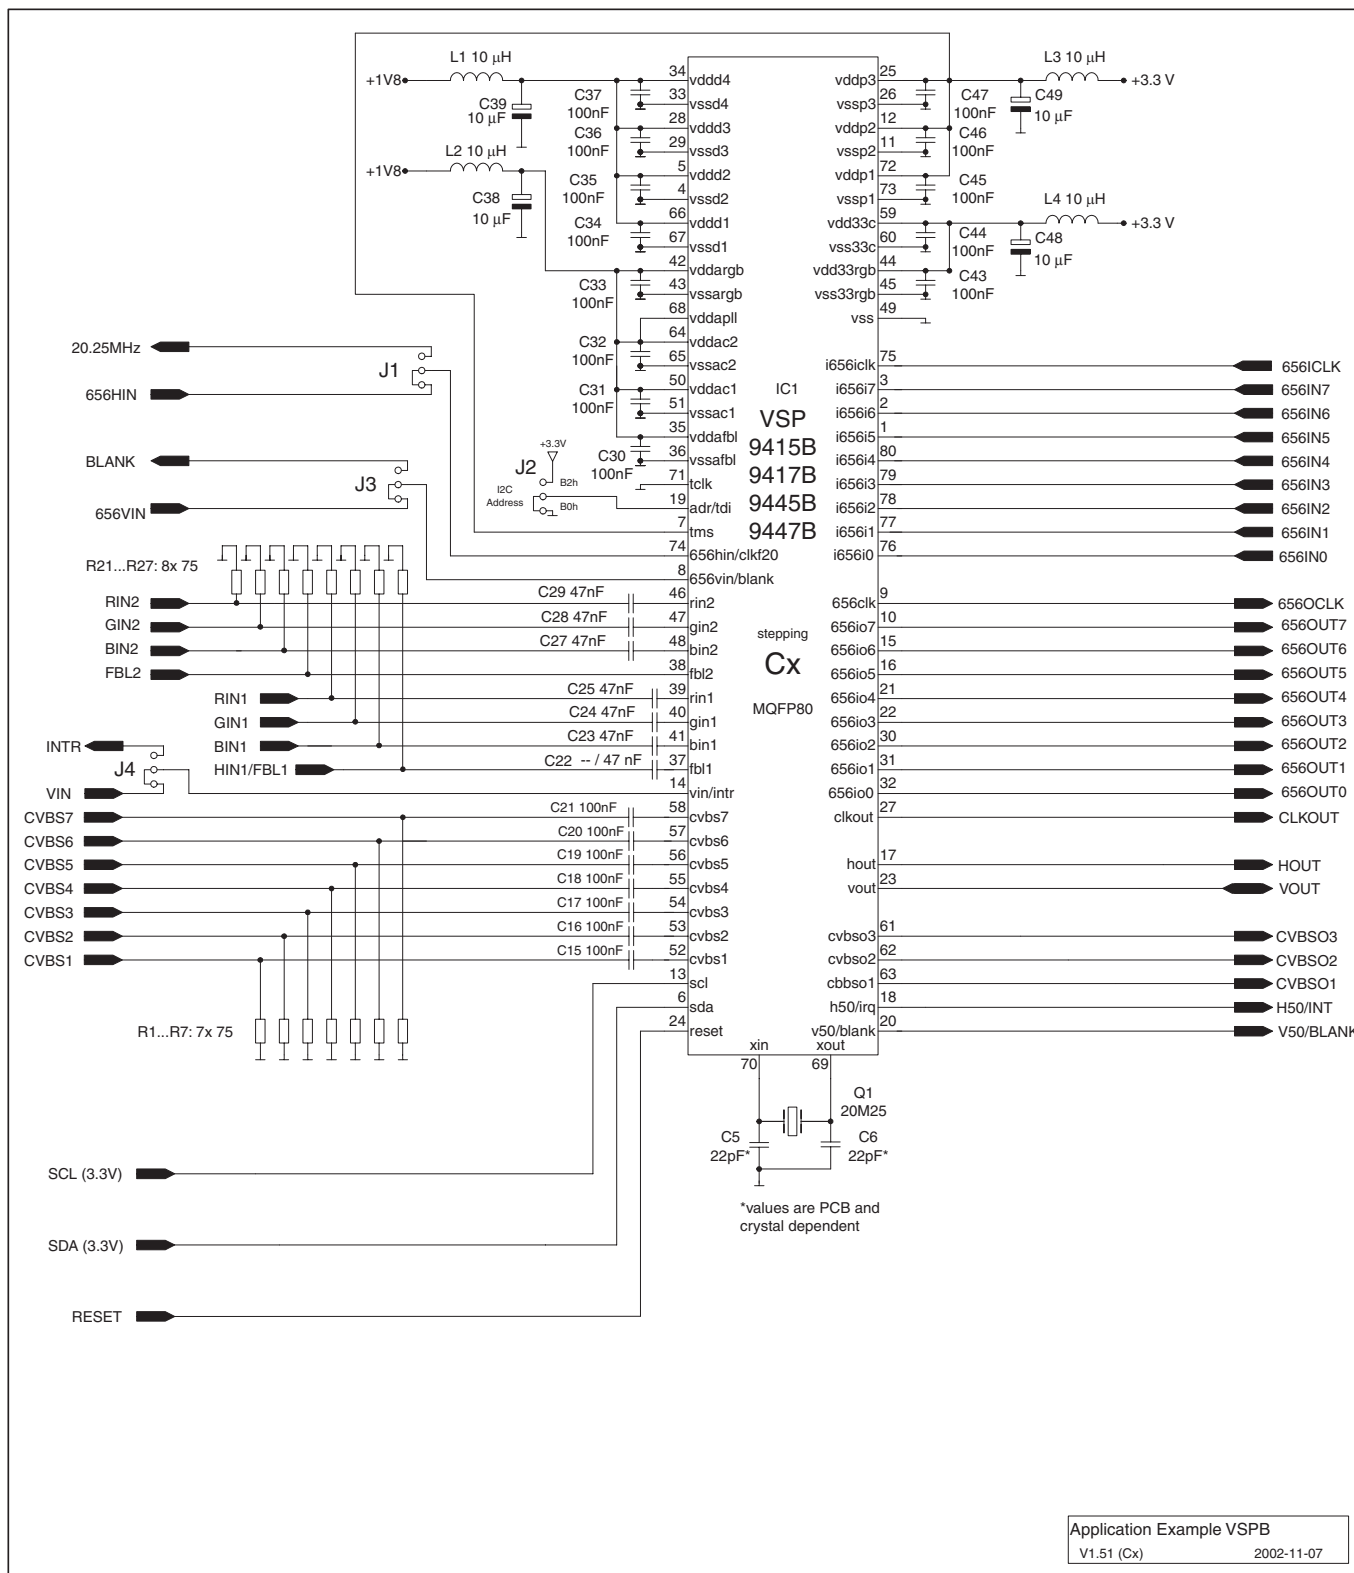 L1 10 µH
+1V8
C39
10 µF
L2 10 µH
+1V8
C38
10 µF
C37
100nF
C36
100nF
C35
100nF
C34
100nF
C33
100nF
C32
100nF
C31
100nF
C30
100nF
34 vddd4
33 vssd4
28 vddd3
29 vssd3
5 vddd2
4 vssd2
66 vddd1
67 vssd1
42 vddargb
43 vssargb
68 vddapll
64 vddac2
65 vssac2
50 vddac1
51 vssac1
35 vddafbl
36 vssafbl
71 tclk
19 adr/tdi
7 tms
74 656hin/clkf20
8 656vin/blank
46 rin2
47 gin2
48 bin2
38 fbl2
39 rin1
40 gin1
41 bin1
37 fbl1
14 vin/intr
58 cvbs7
57 cvbs6
56 cvbs5
55 cvbs4
54 cvbs3
53 cvbs2
52 cvbs1
13 scl
6 sda
24 reset
IC1
VSP
9415B
9417B
9445B
9447B
stepping
Cx
MQFP80
vddp3 25
vssp3 26
vddp2 12
vssp2 11
vddp1 72
vssp1 73
vdd33c 59
vss33c 60
vdd33rgb 44
vss33rgb 45
vss 49
i656iclk 75
i656i7 3
i656i6 2
i656i5 1
i656i4 80
i656i3 79
i656i2 78
i656i1 77
i656i0 76
656clk 9
656io7 10
656io6 15
656io5 16
656io4 21
656io3 22
656io2 30
656io1 31
656io0 32
clkout 27
hout 17
vout 23
cvbso3 61
cvbso2 62
cbbso1 63
h50/irq 18
v50/blank 20
xin xout
70 69
L3 10 µH
+3.3 V
C47
100nF
C49
10 µF
C46
100nF
C45
100nF
L4 10 µH
+3.3 V
C44
100nF
C48
10 µF
C43
100nF
656ICLK
656IN7
656IN6
656IN5
656IN4
656IN3
656IN2
656IN1
656IN0
656OCLK
656OUT7
656OUT6
656OUT5
656OUT4
656OUT3
656OUT2
656OUT1
656OUT0
CLKOUT
HOUT
VOUT
CVBSO3
CVBSO2
CVBSO1
H50/INT
V50/BLANK
20.25MHz
J1
656HIN
BLANK
J3
656VIN
+3.3V
J2
B2h
I2C
Address
B0h
R21...R27: 8x 75
RIN2
GIN2
BIN2
FBL2
RIN1
GIN1
BIN1
HIN1/FBL1
C29 47nF
C28 47nF
C27 47nF
C25 47nF
C24 47nF
C23 47nF
C22 -- / 47 nF
INTR
J4
VIN
CVBS7
CVBS6
CVBS5
CVBS4
CVBS3
CVBS2
CVBS1
C21 100nF
C20 100nF
C19 100nF
C18 100nF
C17 100nF
C16 100nF
C15 100nF
R1...R7: 7x 75
Q1
20M25
C5
22pF*
C6
22pF*
*values are PCB and
crystal dependent
SCL (3.3V)
SDA (3.3V)
RESET
Application Example VSPB
V1.51 (Cx) 2002-11-07